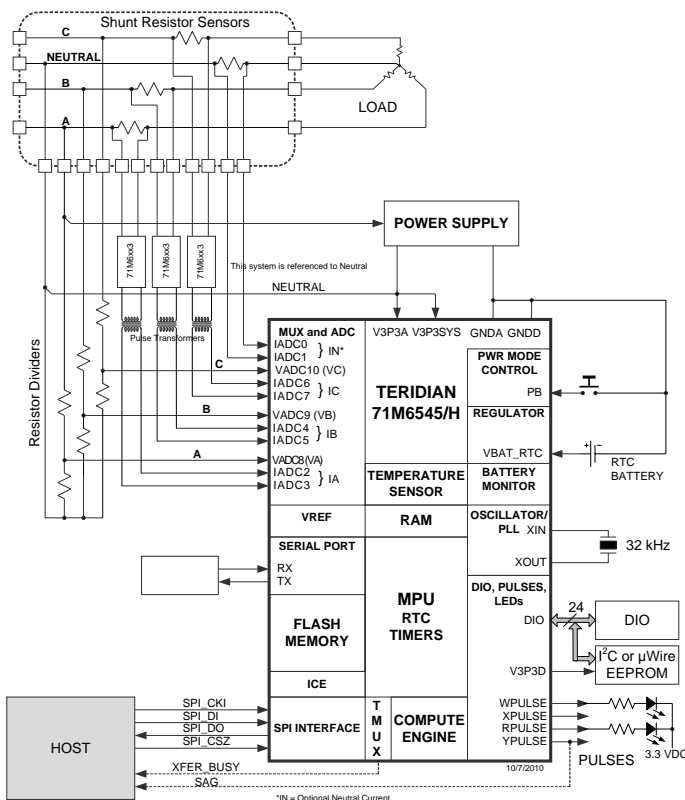 Shunt Resistor Sensors
C
NEUTRAL
B
A
LOAD
POWER SUPPLY
71M6xx3
71M6xx3
71M6xx3
This system is referenced to Neutral
NEUTRAL
Pulse Transformers
Resistor Dividers
MUX and ADC
IADC0
IADC1
} IN*
VADC10 (VC)
IADC6
IADC7
} IC
VADC9 (VB)
IADC4
IADC5
} IB
VADC8 (VA)
IADC2
IADC3
} IA
C
B
A
V3P3A V3P3SYS
GNDA GNDD
TERIDIAN
71M6545/H
PWR MODE
CONTROL
PB
REGULATOR
VBAT_RTC
+
-
RTC
BATTERY
TEMPERATURE
SENSOR
BATTERY
MONITOR
VREF
RAM
OSCILLATOR/
PLL
XIN
XOUT
32 kHz
SERIAL PORT
RX
TX
MPU
RTC
TIMERS
DIO, PULSES,
LEDs
DIO
24
DIO
I2C or µWire
EEPROM
V3P3D
FLASH
MEMORY
ICE
HOST
SPI_CKI
SPI_DI
SPI_DO
SPI_CSZ
SPI INTERFACE
T
M
U
X
COMPUTE
ENGINE
WPULSE
XPULSE
RPULSE
YPULSE
PULSES
3.3 VDC
10/7/2010
XFER_BUSY
SAG
*IN = Optional Neutral Current